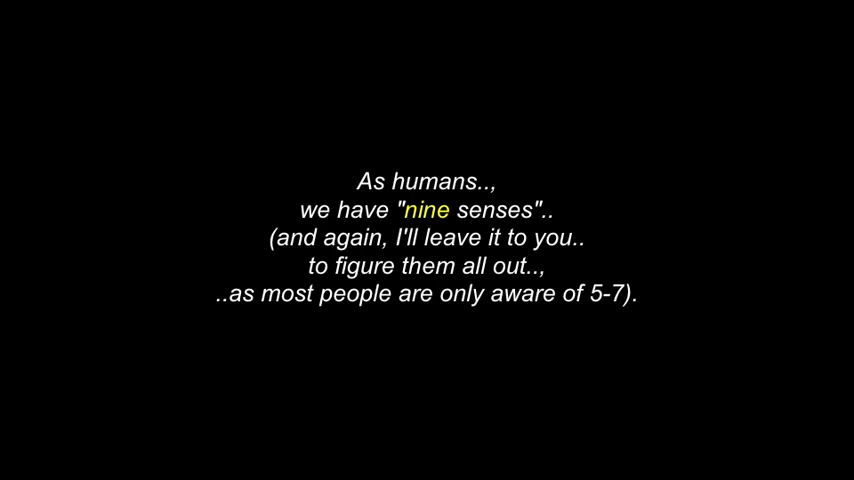 As humans..,
we have "nine senses"..
(and again, I'll leave it to you..
to figure them all out..,
..as most people are only aware of 5-7).